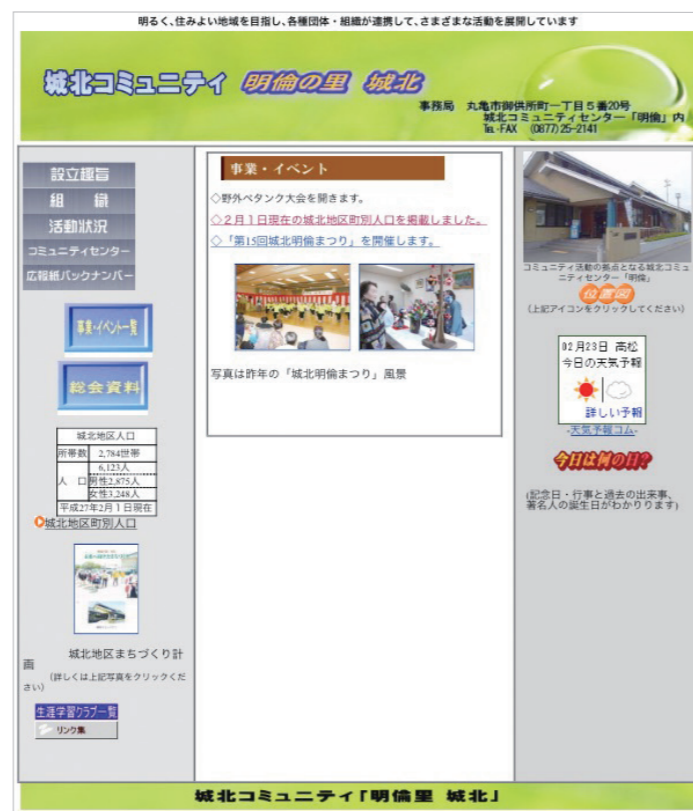 明るく、住みよい地域を目指し、各種団体・組織が連携して、さまざまな活動を展開しています
城北コミュニティ 明倫の里 城北
事務局 丸亀市御供所町一丁目5番20号
城北コミュニティセンター「明倫」内
TEL・FAX (0877)25-2141
設立趣旨
組 織
活動状況
コミュニティセンター
広報紙バックナンバー
事業・イベント一覧
総会資料
城北地区人口
所帯数 2,784世帯
人 口 6,123人
男性2,875人
女性3,248人
平成27年2月1日現在
城北地区町別人口
城北地区まちづくり計
画
(詳しくは上記写真をクリックくだ
さい)
生涯学習クラブ一覧
リンク集
事業・イベント
◇野外ペタンク大会を開きます。
◇2月1日現在の城北地区町別人口を掲載しました。
◇「第15回城北明倫まつり」を開催します。
写真は昨年の「城北明倫まつり」風景
コミュニティ活動の拠点となる城北コミュ
ニティセンター「明倫」
位置図
(上記アイコンをクリックしてください)
02月23日 高松
今日の天気予報
詳しい予報
-天気予報コム-
今日は何の日?
(記念日・行事と過去の出来事、
著名人の誕生日がわかりります)
城北コミュニティ「明倫里 城北」